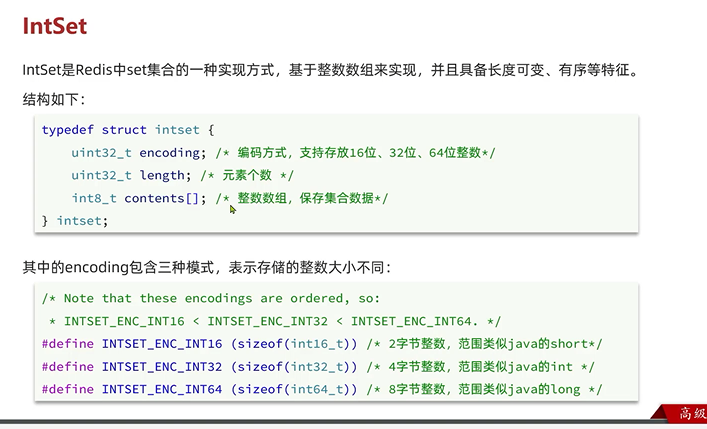 IntSet
IntSet是Redis中set集合的一种实现方式，基于整数数组来实现，并且具备长度可变、有序等特征。
结构如下：
typedef struct intset {
    uint32_t encoding; /* 编码方式，支持存放16位、32位、64位整数*/
    uint32_t length; /* 元素个数 */
    int8_t contents[]; /* 整数数组，保存集合数据*/
} intset;
其中的encoding包含三种模式，表示存储的整数大小不同：
/* Note that these encodings are ordered, so:
 * INTSET_ENC_INT16 < INTSET_ENC_INT32 < INTSET_ENC_INT64. */
#define INTSET_ENC_INT16 (sizeof(int16_t)) /* 2字节整数，范围类似java的short*/
#define INTSET_ENC_INT32 (sizeof(int32_t)) /* 4字节整数，范围类似java的int */
#define INTSET_ENC_INT64 (sizeof(int64_t)) /* 8字节整数，范围类似java的long */
高级